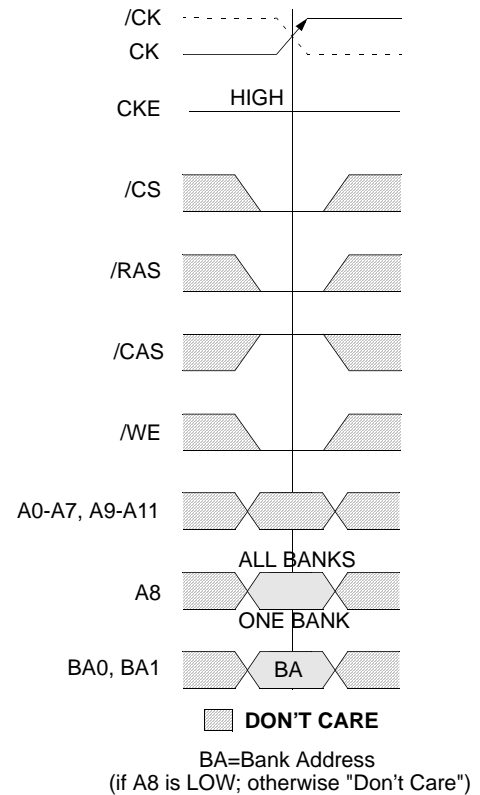 /CK
CK
CKE
HIGH
/CS
/RAS
/CAS
/WE
A0-A7, A9-A11
ALL BANKS
A8
ONE BANK
BA0, BA1
BA
DON'T CARE
BA=Bank Address
(if A8 is LOW; otherwise "Don't Care")